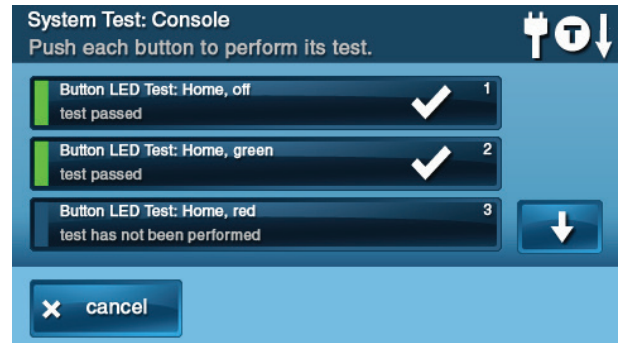 System Test: Console
Push each button to perform its test.
T
Button LED Test: Home, off
1
test passed
Button LED Test: Home, green
2
test passed
Button LED Test: Home, red
3
test has not been performed
cancel